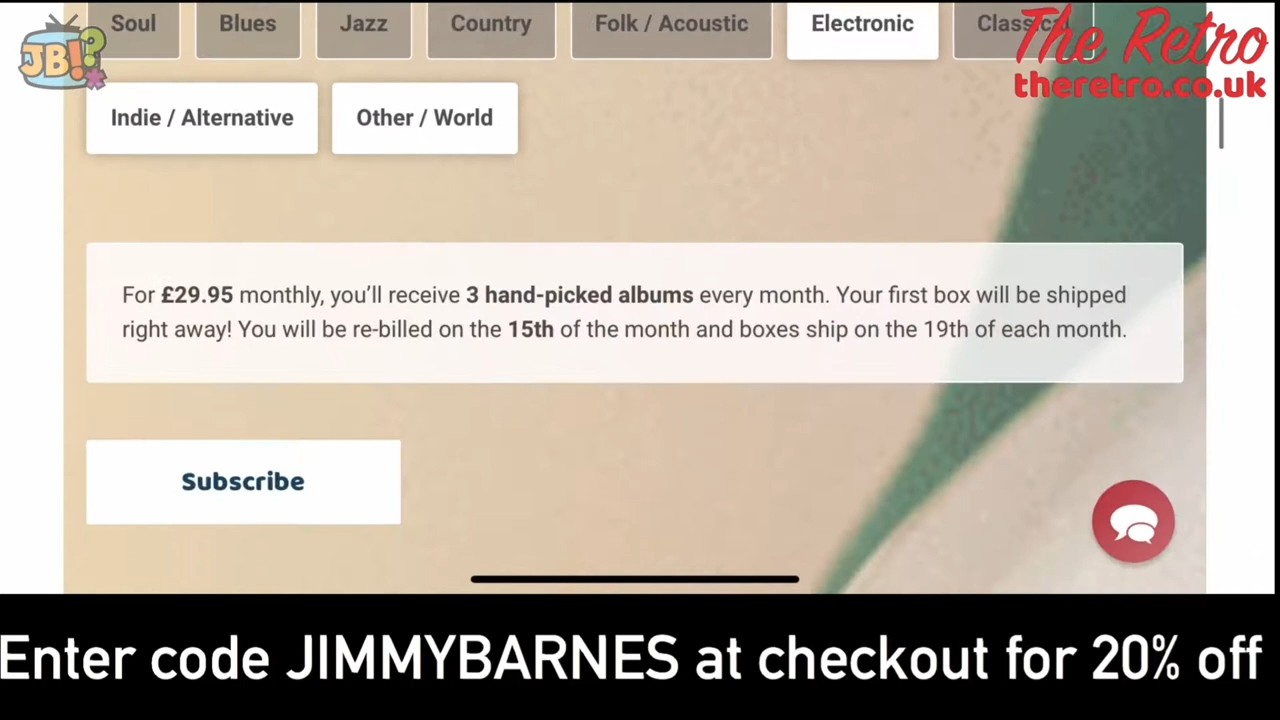 JB!?*
The Retro
theretro.co.uk
Soul
Blues
Jazz
Country
Folk / Acoustic
Electronic
Classical
Indie / Alternative
Other / World
For £29.95 monthly, you’ll receive 3 hand-picked albums every month. Your first box will be shipped
right away! You will be re-billed on the 15th of the month and boxes ship on the 19th of each month.
Subscribe
Enter code JIMMYBARNES at checkout for 20% off